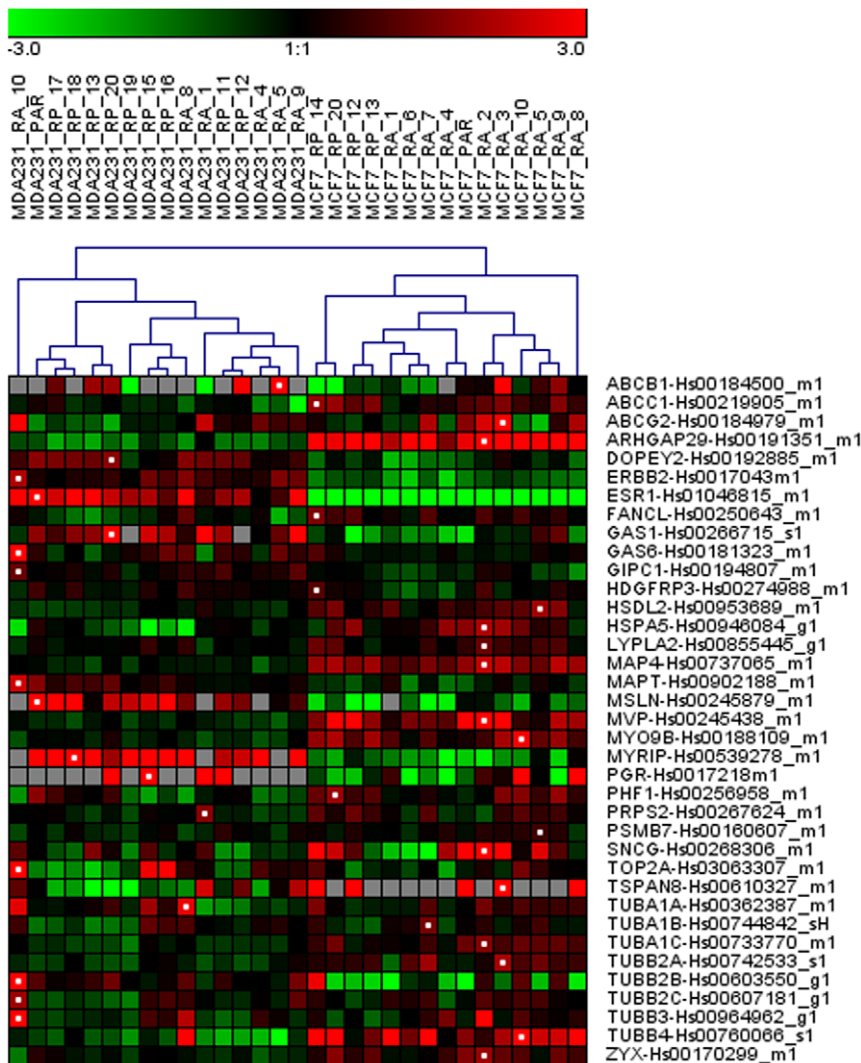 -3.0 1:1 3.0
MDA231_RA_10
MDA231_PAR
MDA231_RP_17
MDA231_RP_18
MDA231_RP_13
MDA231_RP_20
MDA231_RP_19
MDA231_RP_15
MDA231_RP_16
MDA231_RA_8
MDA231_RA_1
MDA231_RP_11
MDA231_RP_12
MDA231_RA_4
MDA231_RA_5
MDA231_RA_9
MCF7_RP_14
MCF7_RP_20
MCF7_RP_12
MCF7_RP_13
MCF7_RA_1
MCF7_RA_6
MCF7_RA_7
MCF7_RA_4
MCF7_PAR
MCF7_RA_2
MCF7_RA_3
MCF7_RA_10
MCF7_RA_5
MCF7_RA_9
MCF7_RA_8
ABCB1-Hs00184500_m1
ABCC1-Hs00219905_m1
ABCG2-Hs00184979_m1
ARHGAP29-Hs00191351_m1
DOPEY2-Hs00192885_m1
ERBB2-Hs0017043m1
ESR1-Hs01046815_m1
FANCL-Hs00250643_m1
GAS1-Hs00266715_s1
GAS6-Hs00181323_m1
GIPC1-Hs00194807_m1
HDGFRP3-Hs00274988_m1
HSDL2-Hs00953689_m1
HSPA5-Hs00946084_g1
LYPLA2-Hs00855445_g1
MAP4-Hs00737065_m1
MAPT-Hs00902188_m1
MSLN-Hs00245879_m1
MVP-Hs00245438_m1
MYO9B-Hs00188109_m1
MYRIP-Hs00539278_m1
PGR-Hs0017218m1
PHF1-Hs00256958_m1
PRPS2-Hs00267624_m1
PSMB7-Hs00160607_m1
SNCG-Hs00268306_m1
TOP2A-Hs03063307_m1
TSPAN8-Hs00610327_m1
TUBA1A-Hs00362387_m1
TUBA1B-Hs00744842_sH
TUBA1C-Hs00733770_m1
TUBB2A-Hs00742533_s1
TUBB2B-Hs00603550_g1
TUBB2C-Hs00607181_g1
TUBB3-Hs00964962_g1
TUBB4-Hs00760066_s1
ZYX-Hs00170299_m1